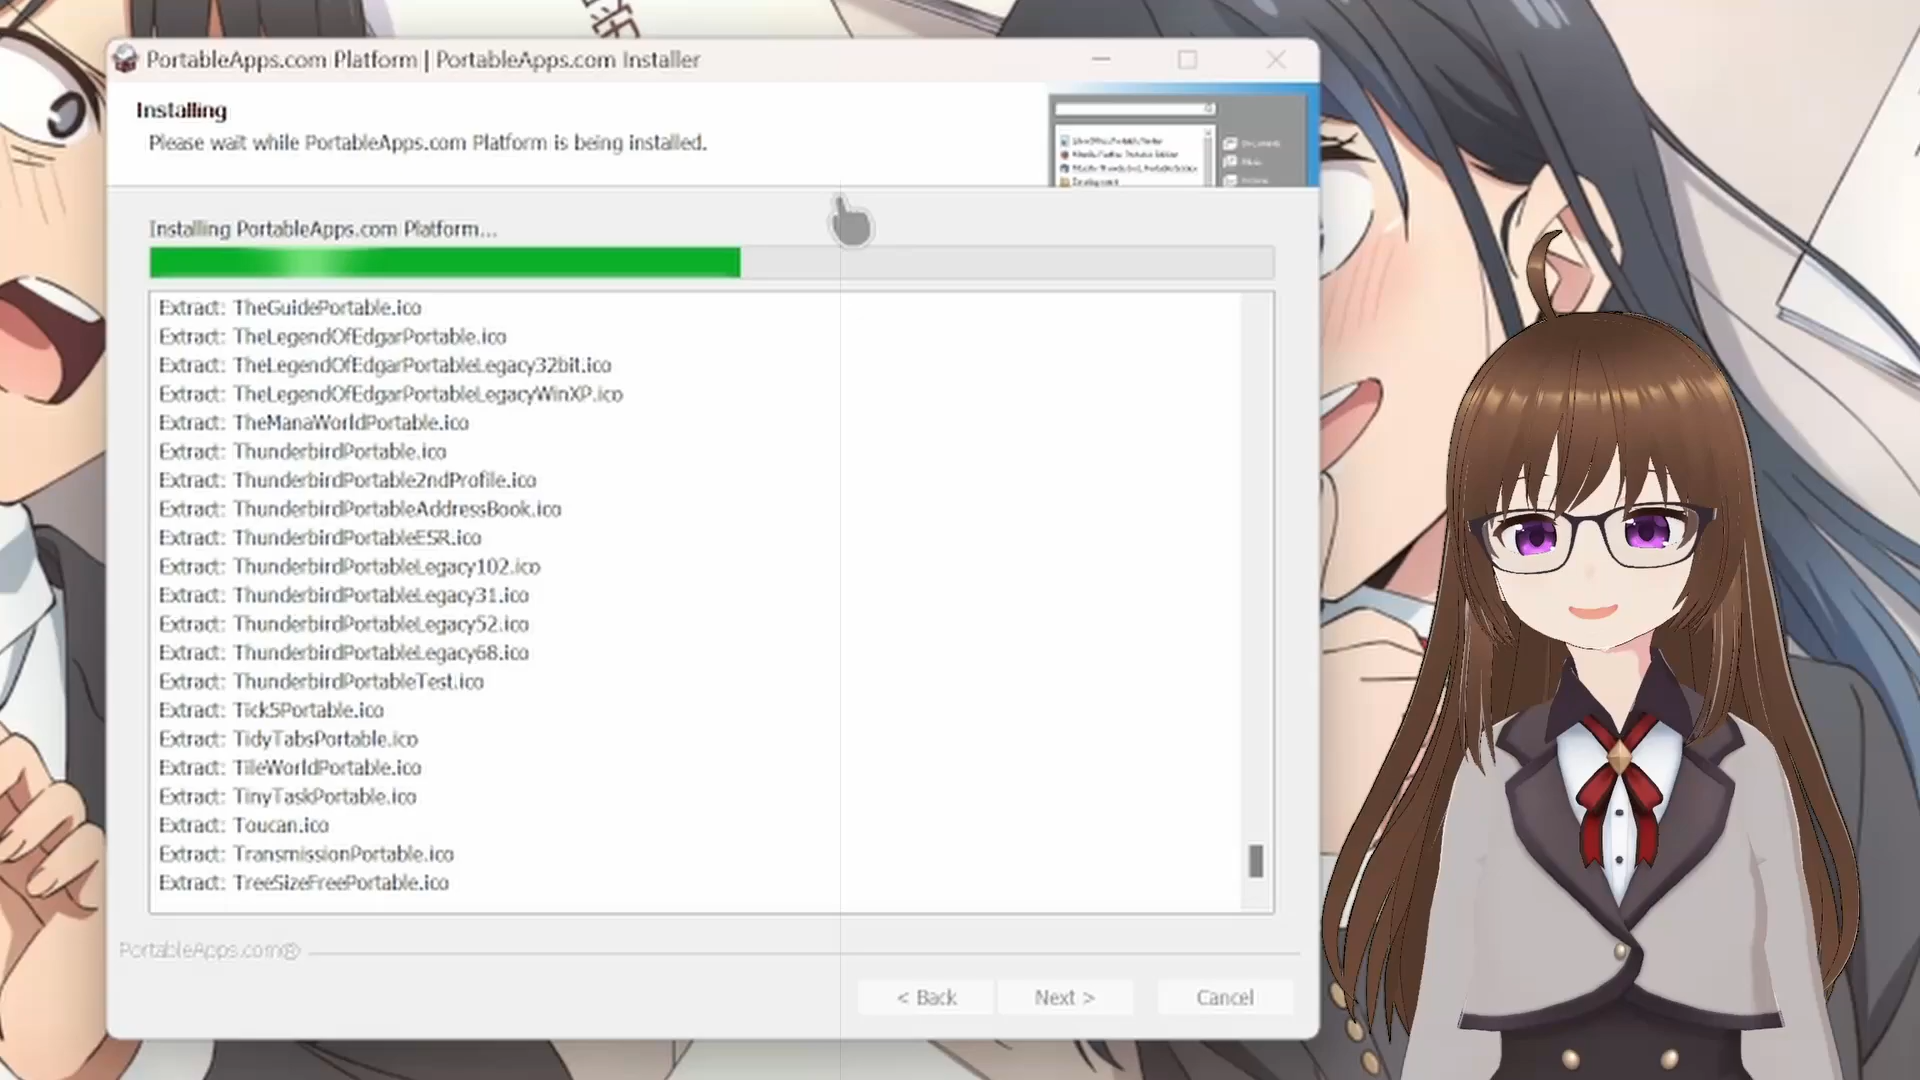 PortableApps.com Platform | PortableApps.com Installer
Installing
Please wait while PortableApps.com Platform is being installed.
Installing PortableApps.com Platform...
Extract: TheGuidePortable.ico
Extract: TheLegendOfEdgarPortable.ico
Extract: TheLegendOfEdgarPortableLegacy32bit.ico
Extract: TheLegendOfEdgarPortableLegacyWinXP.ico
Extract: TheManaWorldPortable.ico
Extract: ThunderbirdPortable.ico
Extract: ThunderbirdPortable2ndProfile.ico
Extract: ThunderbirdPortableAddressBook.ico
Extract: ThunderbirdPortableESR.ico
Extract: ThunderbirdPortableLegacy102.ico
Extract: ThunderbirdPortableLegacy31.ico
Extract: ThunderbirdPortableLegacy52.ico
Extract: ThunderbirdPortableLegacy68.ico
Extract: ThunderbirdPortableTest.ico
Extract: Tick5Portable.ico
Extract: TidyTabsPortable.ico
Extract: TileWorldPortable.ico
Extract: TinyTaskPortable.ico
Extract: Toucan.ico
Extract: TransmissionPortable.ico
Extract: TreeSizeFreePortable.ico
PortableApps.com®
< Back
Next >
Cancel